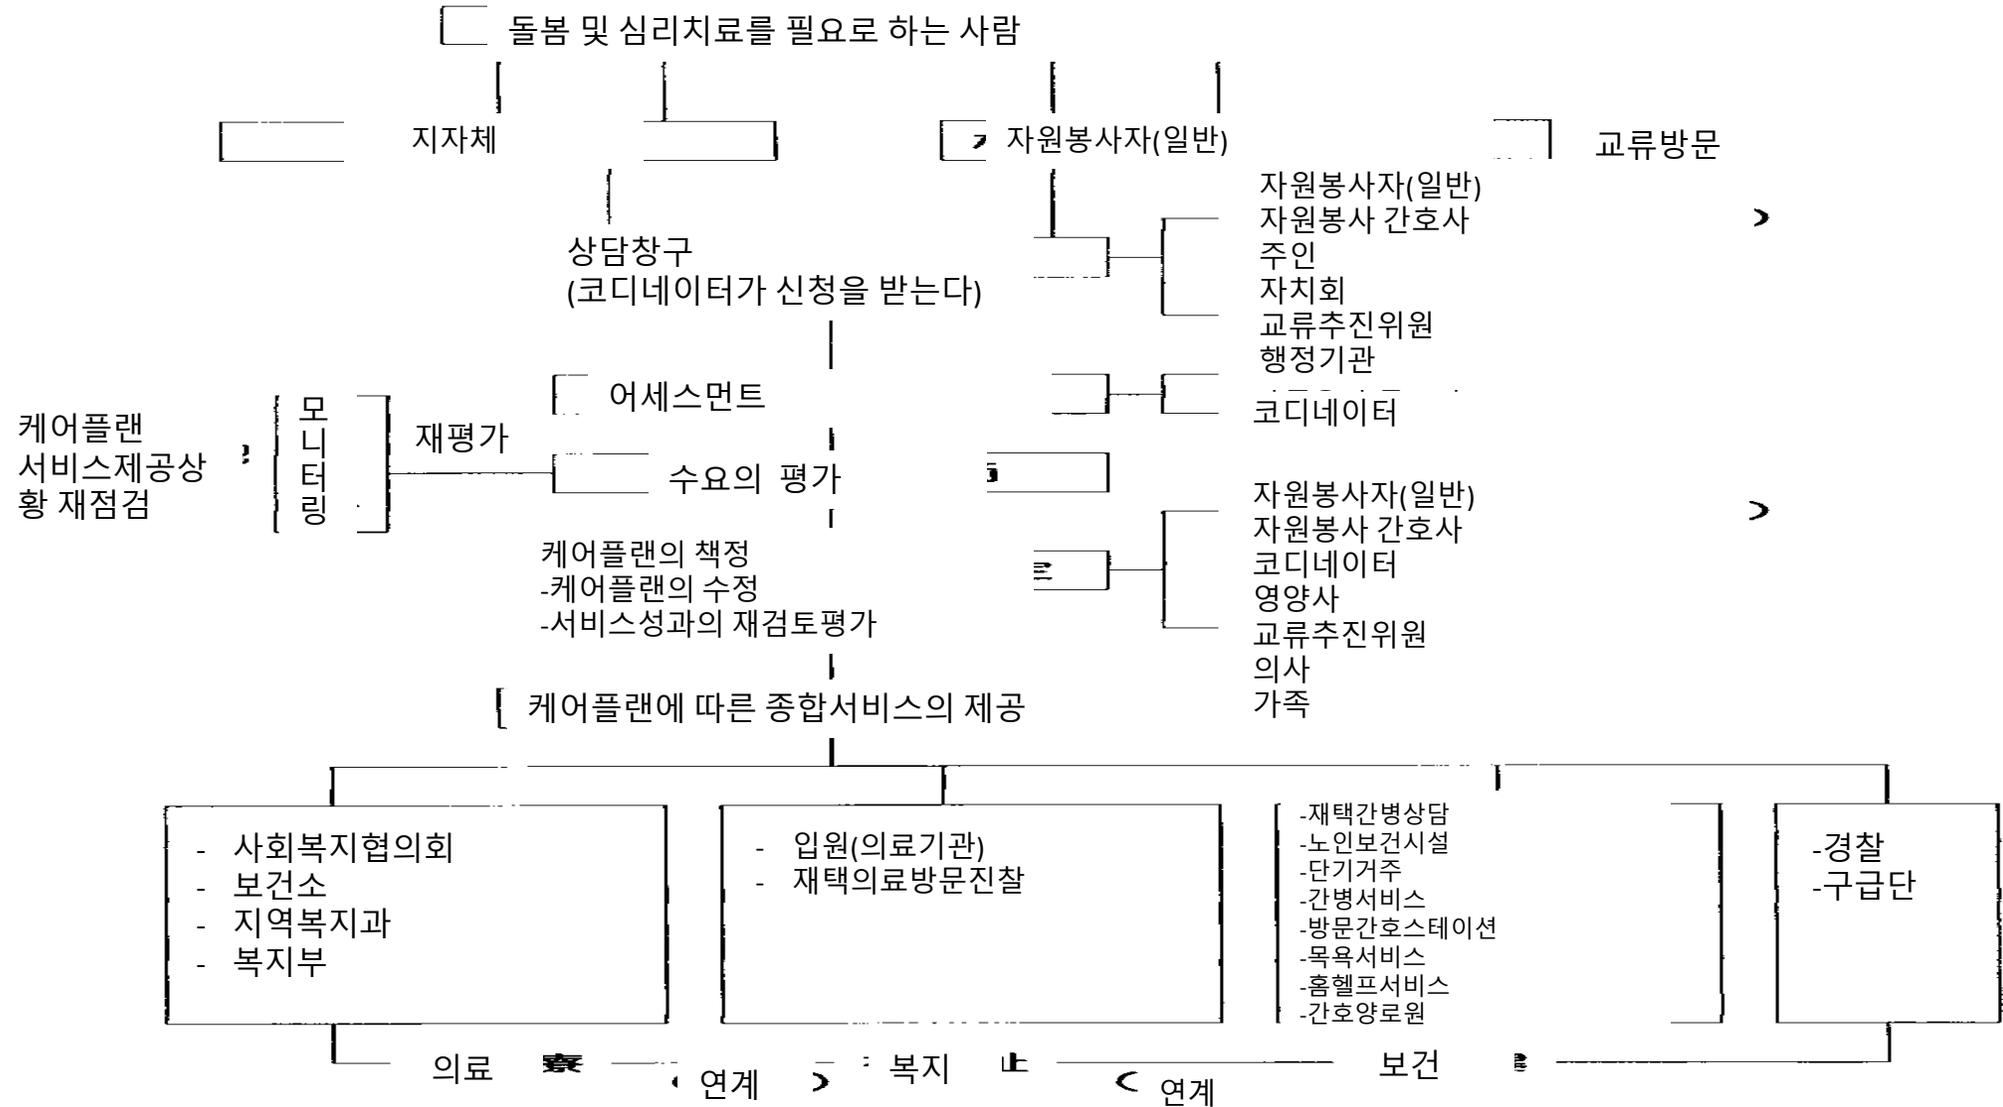 돌봄 및 심리치료를 필요로 하는 사람
지자체
자원봉사자(일반)
교류방문
자원봉사자(일반)
자원봉사 간호사
주인
자치회
교류추진위원
행정기관
상담창구
(코디네이터가 신청을 받는다)
어세스먼트
코디네이터
케어플랜
서비스제공상
황 재점검
모
니
터
링
재평가
수요의 평가
자원봉사자(일반)
자원봉사 간호사
코디네이터
영양사
교류추진위원
의사
가족
케어플랜의 책정
-케어플랜의 수정
-서비스성과의 재검토평가
케어플랜에 따른 종합서비스의 제공
- 사회복지협의회
- 보건소
- 지역복지과
- 복지부
- 입원(의료기관)
- 재택의료방문진찰
-재택간병상담
-노인보건시설
-단기거주
-간병서비스
-방문간호스테이션
-목욕서비스
-홈헬프서비스
-간호양로원
-경찰
-구급단
의료
연계
복지
연계
보건